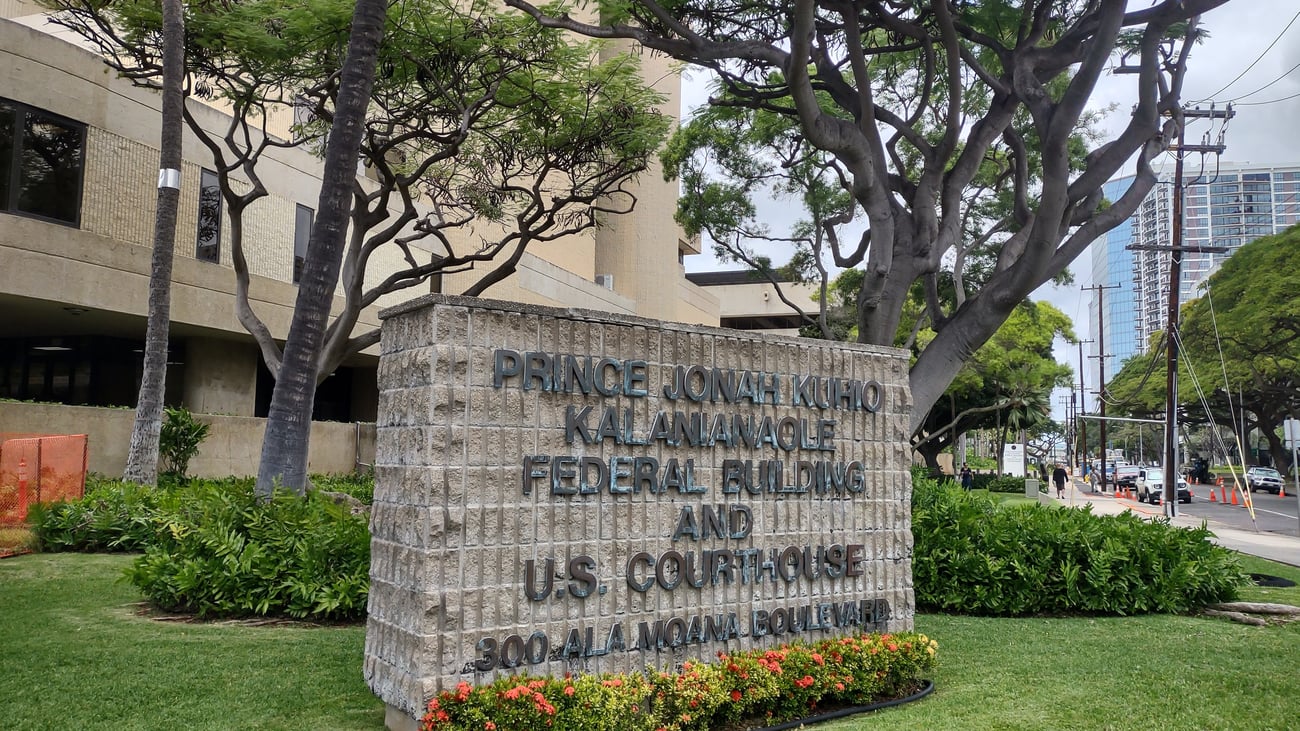 PRINCE JONAH KUHIO
KALANIANAOLE
FEDERAL BUILDING
AND
U.S. COURTHOUSE
300 ALA MOANA BOULEVARD